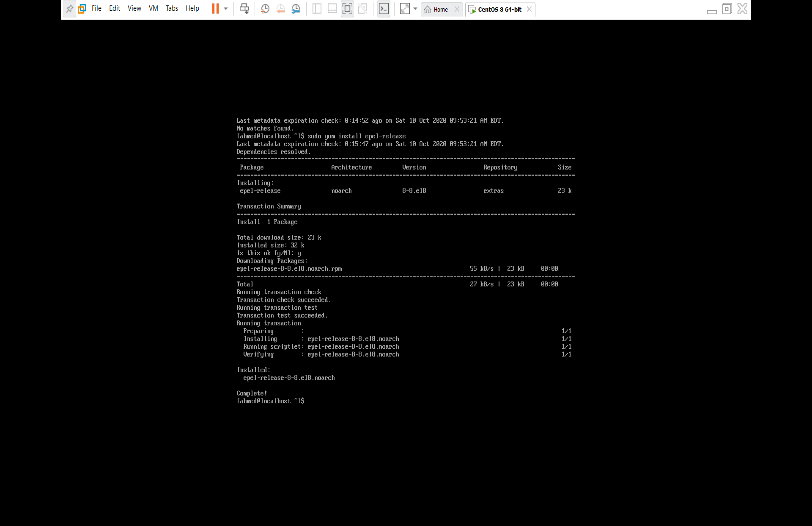 File Edit View VM Tabs Help
Home
CentOS 8 64-bit
Last metadata expiration check: 0:14:52 ago on Sat 10 Oct 2020 09:53:21 AM EDT.
No matches found.
[ahmed@localhost ~]$ sudo yum install epel-release
Last metadata expiration check: 0:15:47 ago on Sat 10 Oct 2020 09:53:21 AM EDT.
Dependencies resolved.
Package Architecture Version Repository Size
Installing:
epel-release noarch 8-8.el8 extras 23 k
Transaction Summary
Install 1 Package
Total download size: 23 k
Installed size: 32 k
Is this ok [y/N]: y
Downloading Packages:
epel-release-8-8.el8.noarch.rpm 55 kB/s | 23 kB 00:00
Total 27 kB/s | 23 kB 00:00
Running transaction check
Transaction check succeeded.
Running transaction test
Transaction test succeeded.
Running transaction
Preparing : 1/1
Installing : epel-release-8-8.el8.noarch 1/1
Running scriptlet: epel-release-8-8.el8.noarch 1/1
Verifying : epel-release-8-8.el8.noarch 1/1
Installed:
epel-release-8-8.el8.noarch
Complete!
[ahmed@localhost ~]$